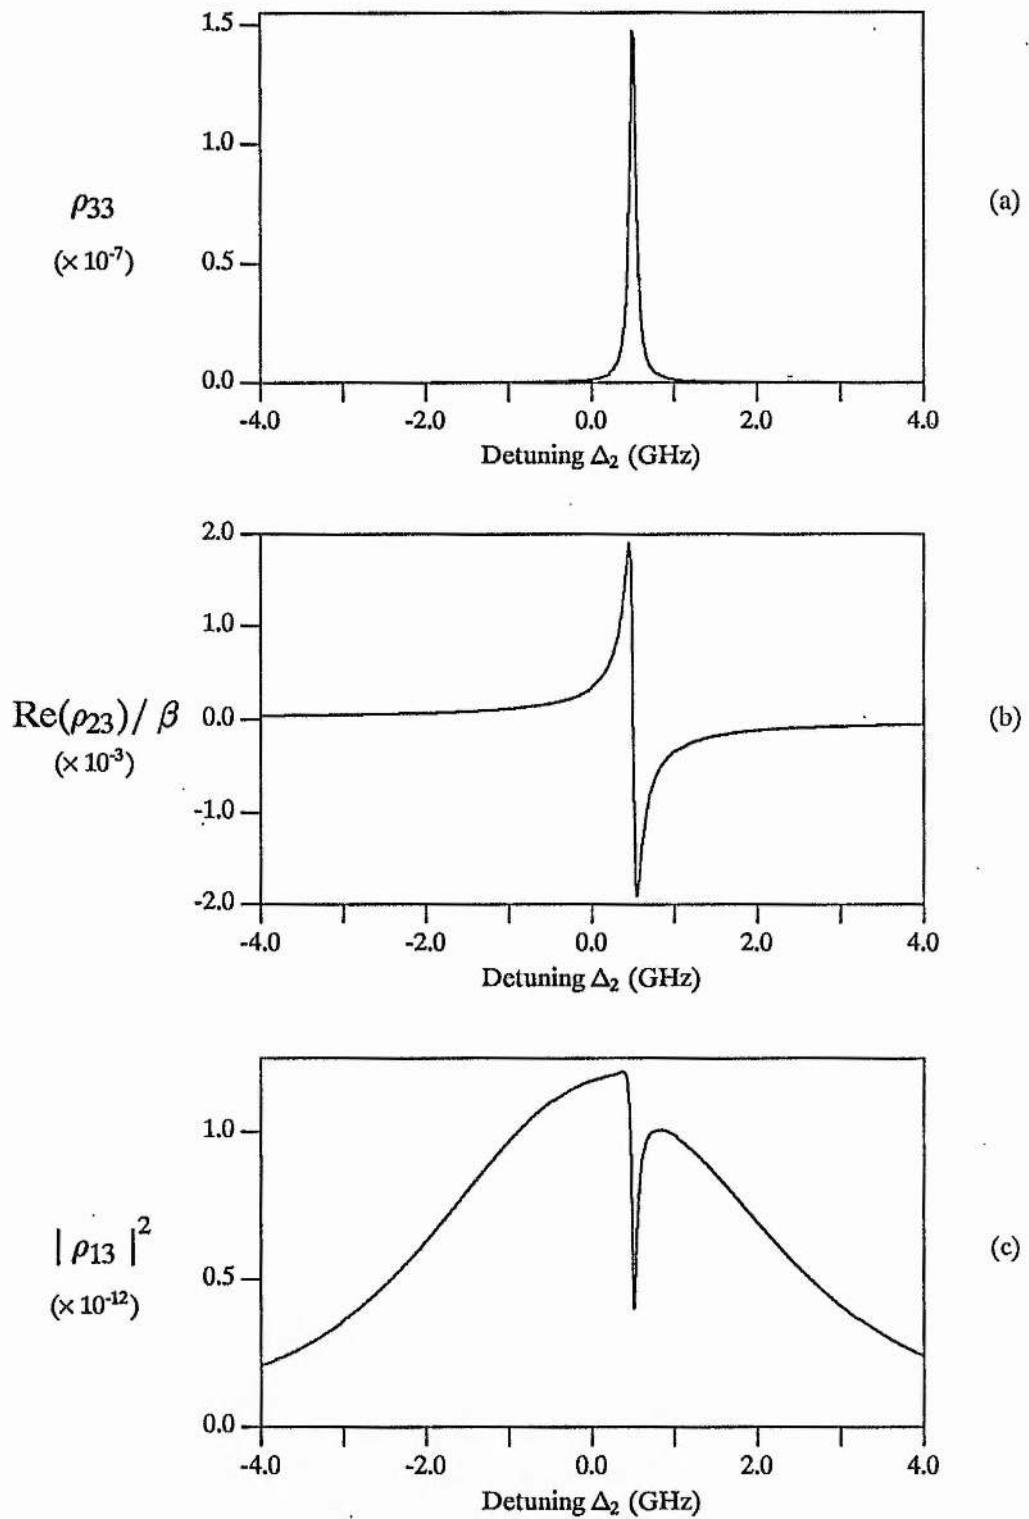 1.5
1.0
ρ33
(× 10-7)
0.5
0.0
-4.0 -2.0 0.0 2.0 4.0
Detuning Δ2 (GHz)
(a)
2.0
1.0
Re(ρ23)/ β
(× 10-3)
0.0
-1.0
-2.0
-4.0 -2.0 0.0 2.0 4.0
Detuning Δ2 (GHz)
(b)
1.0
| ρ13 |2
(× 10-12)
0.5
0.0
-4.0 -2.0 0.0 2.0 4.0
Detuning Δ2 (GHz)
(c)